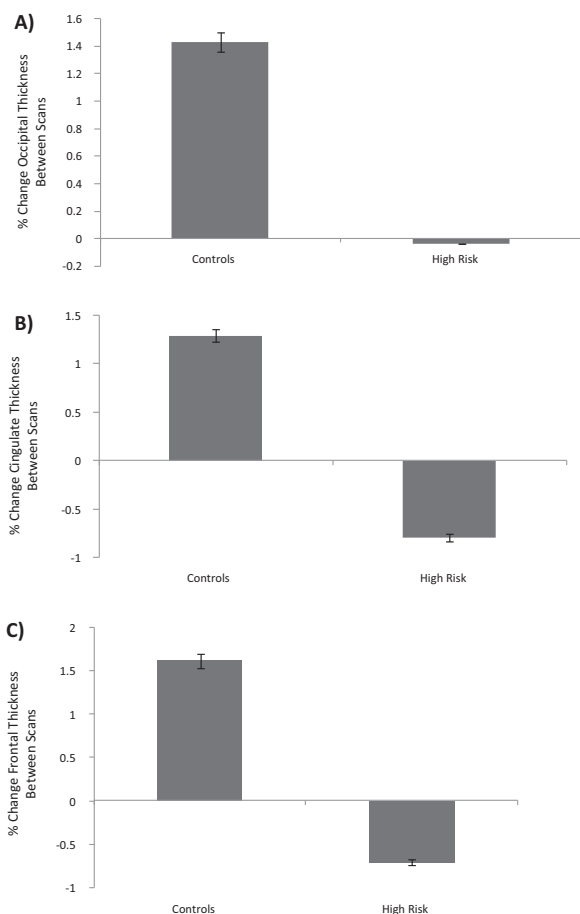 A)
% Change Occipital Thickness
Between Scans
1.6
1.4
1.2
1
0.8
0.6
0.4
0.2
0
-0.2
Controls
High Risk
B)
% Change Cingulate Thickness
Between Scans
1.5
1
0.5
0
-0.5
-1
Controls
High Risk
C)
% Change Frontal Thickness
Between Scans
2
1.5
1
0.5
0
-0.5
-1
Controls
High Risk